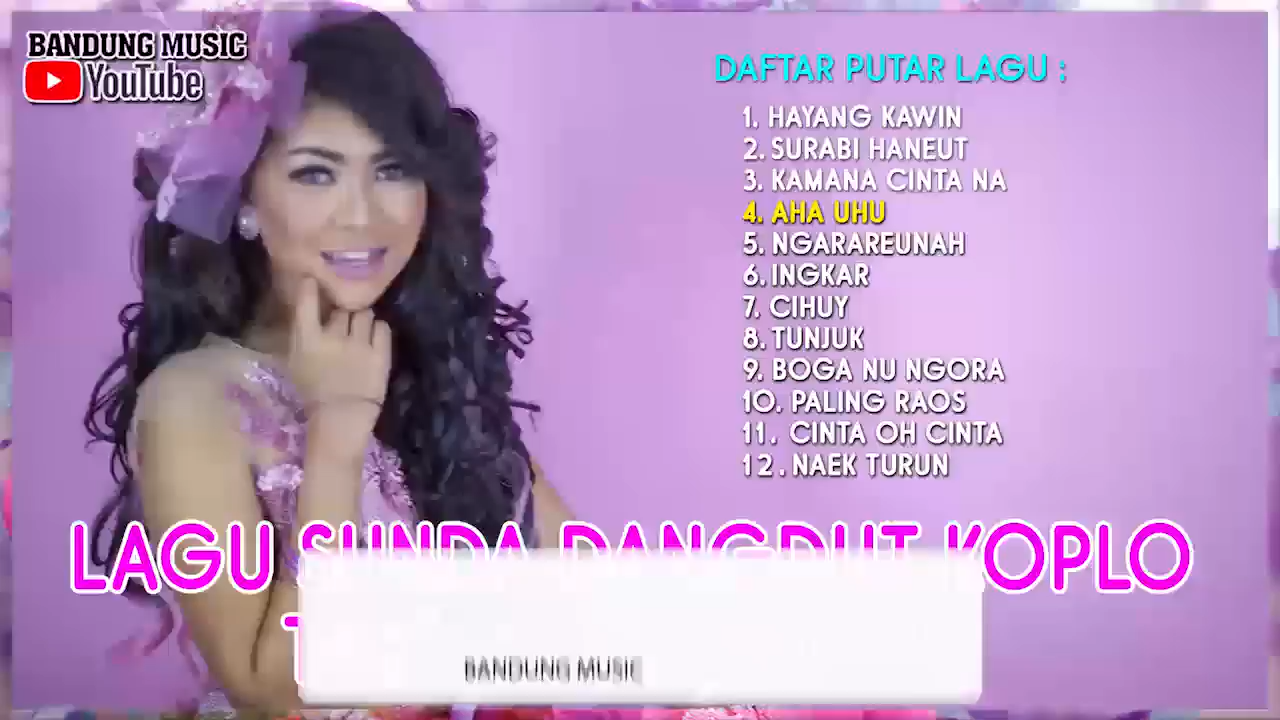 BANDUNG MUSIC
YouTube
DAFTAR PUTAR LAGU :
1. HAYANG KAWIN
2. SURABI HANEUT
3. KAMANA CINTA NA
4. AHA UHU
5. NGARAREUNAH
6. INGKAR
7. CIHUY
8. TUNJUK
9. BOGA NU NGORA
10. PALING RAOS
11. CINTA OH CINTA
12. NAEK TURUN
LAGU SUNDA DANGDUT KOPLO
BANDUNG MUSIC